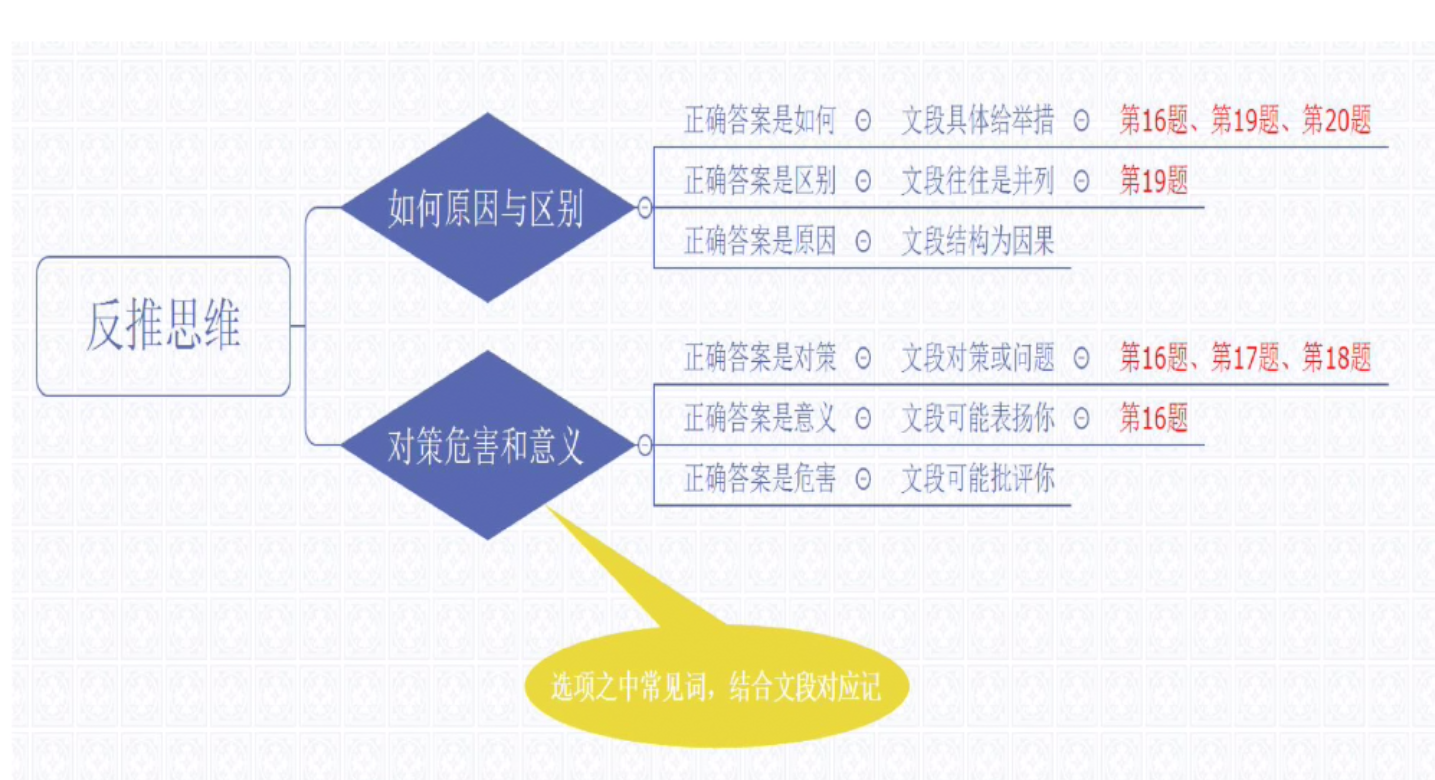 反推思维
如何原因与区别
正确答案是如何 文段具体给举措 第16题、第19题、第20题
正确答案是区别 文段往往是并列 第19题
正确答案是原因 文段结构为因果
对策危害和意义
正确答案是对策 文段对策或问题 第16题、第17题、第18题
正确答案是意义 文段可能表扬你 第16题
正确答案是危害 文段可能批评你
选项之中常见词，结合文段对应记